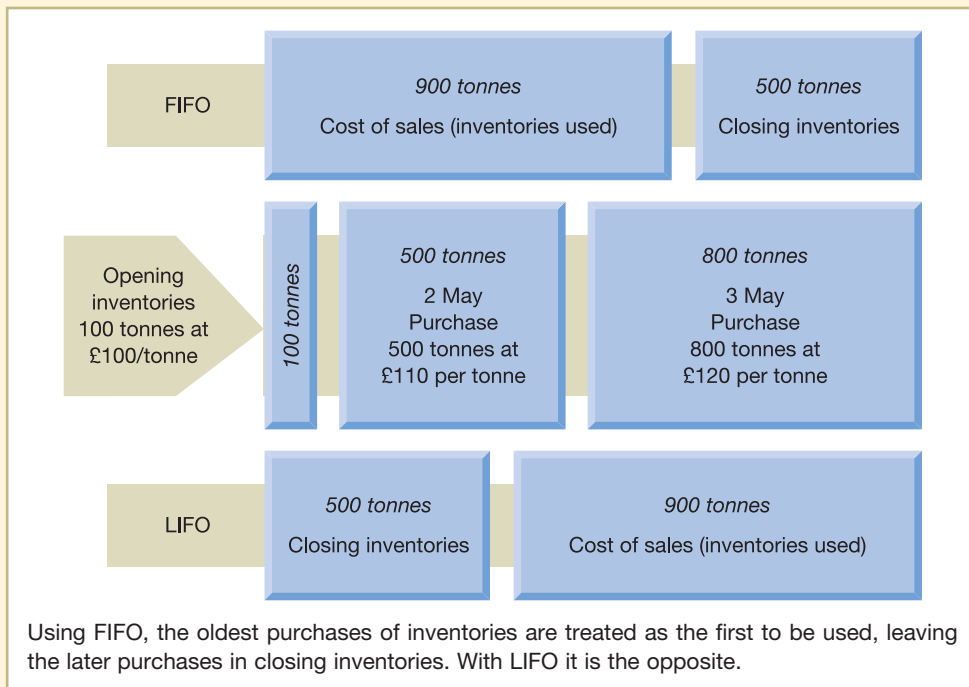 FIFO
900 tonnes
Cost of sales (inventories used)
500 tonnes
Closing inventories
Opening
inventories
100 tonnes at
£100/tonne
100 tonnes
500 tonnes
2 May
Purchase
500 tonnes at
£110 per tonne
800 tonnes
3 May
Purchase
800 tonnes at
£120 per tonne
LIFO
500 tonnes
Closing inventories
900 tonnes
Cost of sales (inventories used)
Using FIFO, the oldest purchases of inventories are treated as the first to be used, leaving
the later purchases in closing inventories. With LIFO it is the opposite.